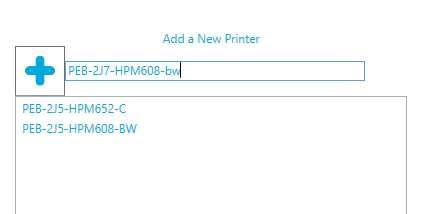 Add a New Printer
PEB-2J7-HPM608-bw
PEB-2J5-HPM652-C
PEB-2J5-HPM608-BW